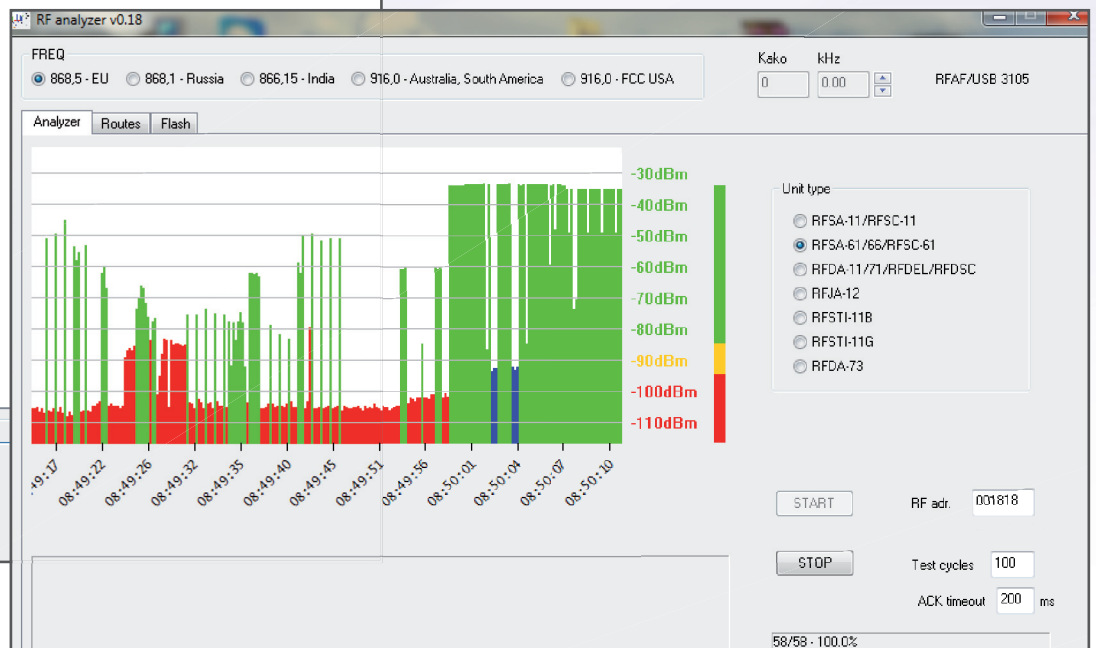 RF analyzer v0.18
FREQ
868,5 - EU
868,1 - Russia
866,15 - India
916,0 - Australia, South America
916,0 - FCC USA
Kako
kHz
0
0.00
RFAF/USB 3105
Analyzer
Routes
Flash
-30dBm
-40dBm
-50dBm
-60dBm
-70dBm
-80dBm
-90dBm
-100dBm
-110dBm
:49:17
08:49:22
08:49:26
08:49:32
08:49:35
08:49:40
08:49:45
08:49:51
08:49:56
08:50:01
08:50:04
08:50:07
08:50:10
Unit type
RFSA-11/RFSC-11
RFSA-61/66/RFSC-61
RFDA-11/71/RFDEL/RFDSC
RFJA-12
RFSTI-11B
RFSTI-11G
RFDA-73
START
RF adr.
001818
STOP
Test cycles
100
ACK timeout
200
ms
58/58 - 100.0%